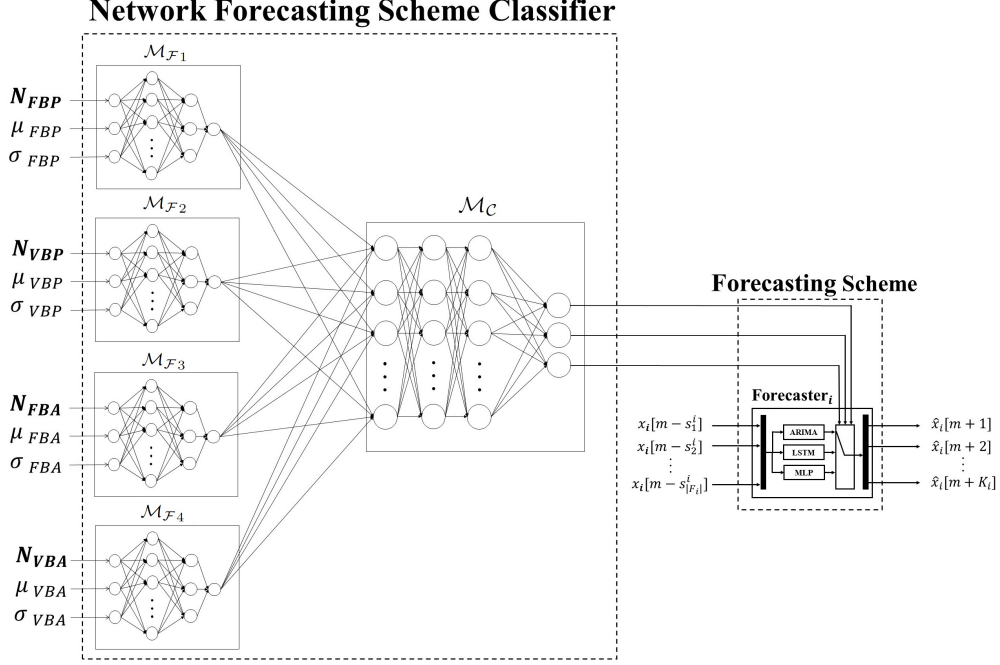 Network Forecasting Scheme Classifier
ℳ_ℱ1
N_FBP
μ_FBP
σ_FBP
ℳ_ℱ2
N_VBP
μ_VBP
σ_VBP
ℳ_ℱ3
N_FBA
μ_FBA
σ_FBA
ℳ_ℱ4
N_VBA
μ_VBA
σ_VBA
ℳ_𝒞
Forecasting Scheme
Forecaster_i
x_i[m − s_1^i]
x_i[m − s_2^i]
⋮
x_i[m − s_|F_i|^i]
ARIMA
LSTM
MLP
x̂_i[m + 1]
x̂_i[m + 2]
⋮
x̂_i[m + K_i]